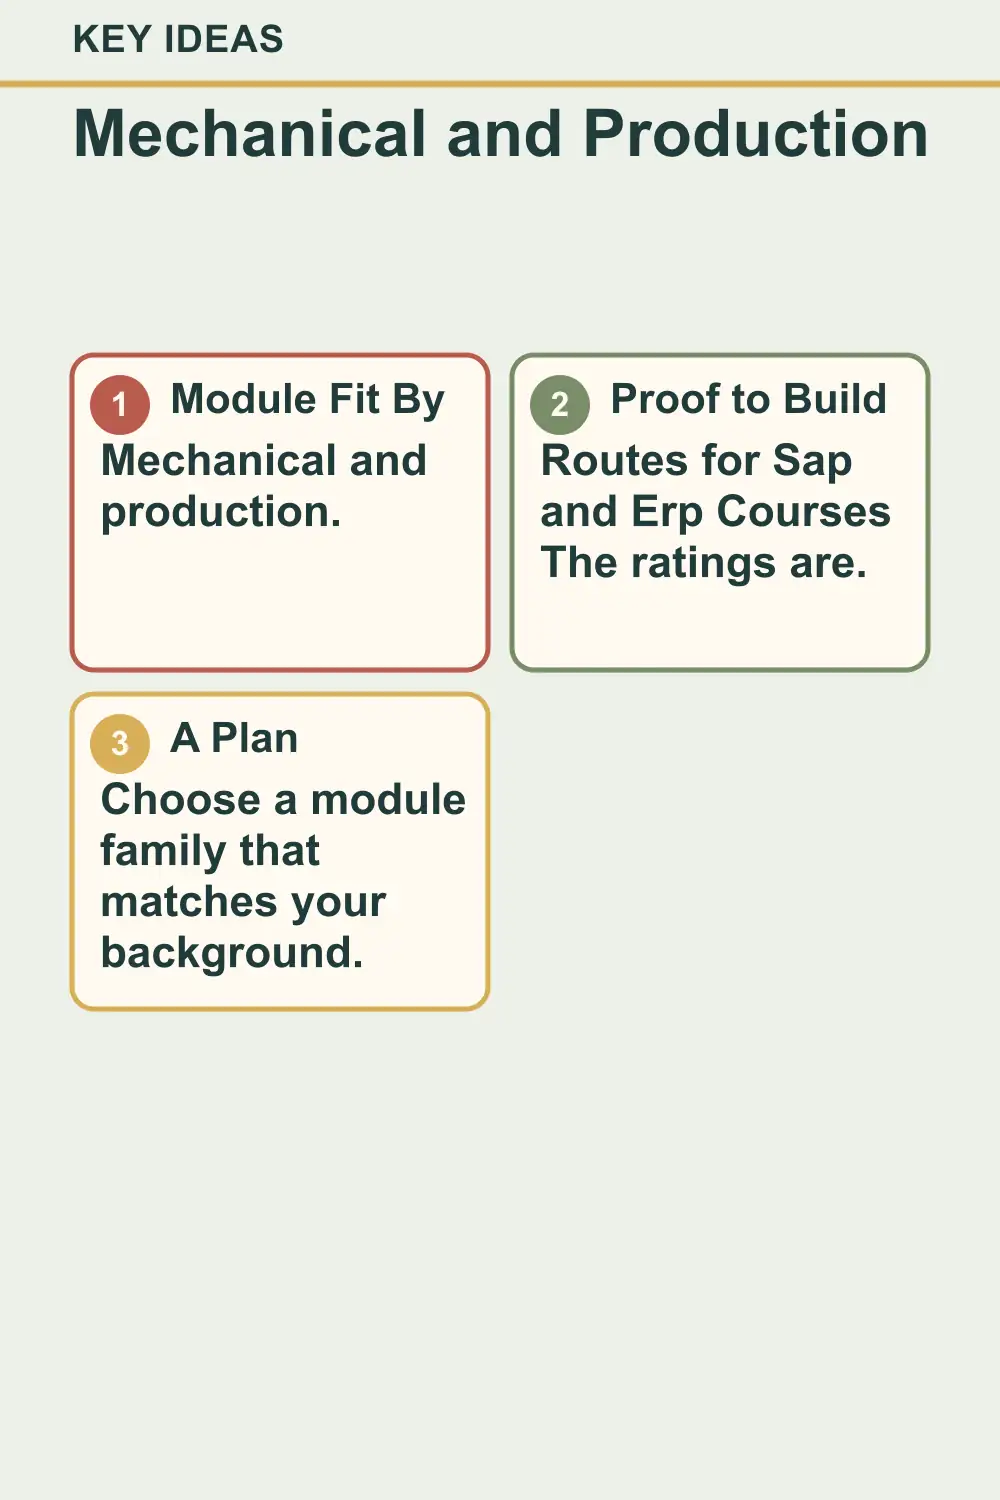 KEY IDEAS
Mechanical and Production
1 Module Fit By
Mechanical and
production.
2 Proof to Build
Routes for Sap
and Erp Courses
The ratings are.
3 A Plan
Choose a module
family that
matches your
background.